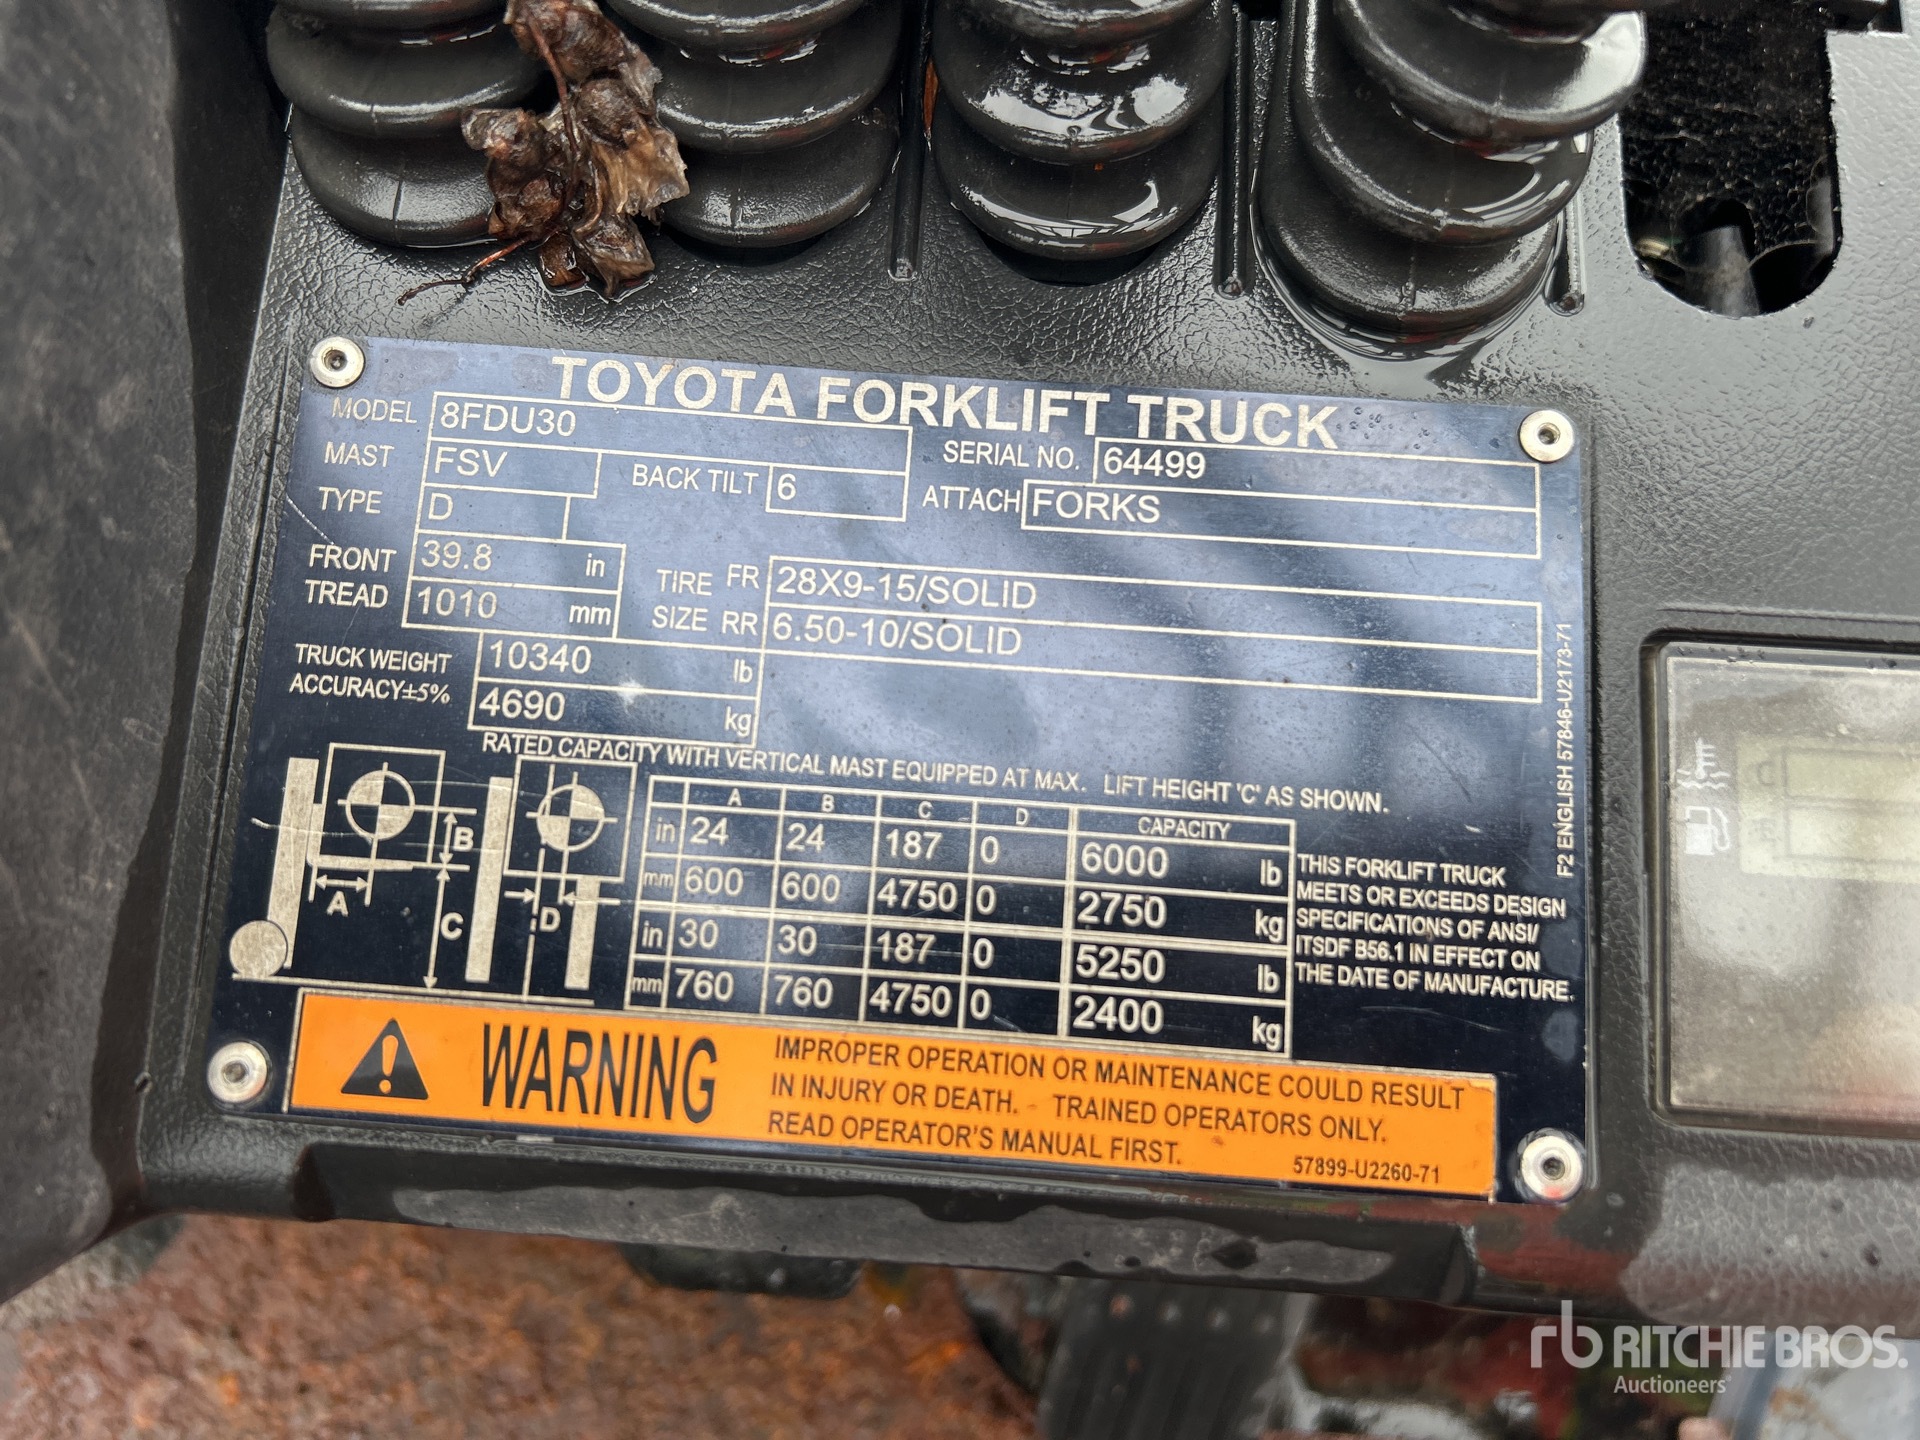 TOYOTA FORKLIFT TRUCK
MODEL 8FDU30
SERIAL NO. 64499
MAST FSV BACK TILT 6
ATTACH FORKS
TYPE D
FRONT TREAD 39.8 in
1010 mm
TIRE SIZE FR 28X9-15/SOLID
RR 6.50-10/SOLID
TRUCK WEIGHT 10340 lb
ACCURACY±5% 4690 kg
RATED CAPACITY WITH VERTICAL MAST EQUIPPED AT MAX. LIFT HEIGHT 'C' AS SHOWN.
A B C D CAPACITY
in 24 24 187 0 6000 lb
mm 600 600 4750 0 2750 kg
in 30 30 187 0 5250 lb
mm 760 760 4750 0 2400 kg
B
A
C
D
THIS FORKLIFT TRUCK
MEETS OR EXCEEDS DESIGN
SPECIFICATIONS OF ANSI/
ITSDF B56.1 IN EFFECT ON
THE DATE OF MANUFACTURE.
F2 ENGLISH 57846-U2173-71
WARNING
IMPROPER OPERATION OR MAINTENANCE COULD RESULT
IN INJURY OR DEATH. TRAINED OPERATORS ONLY.
READ OPERATOR'S MANUAL FIRST.
57899-U2260-71
rb RITCHIE BROS.
Auctioneers